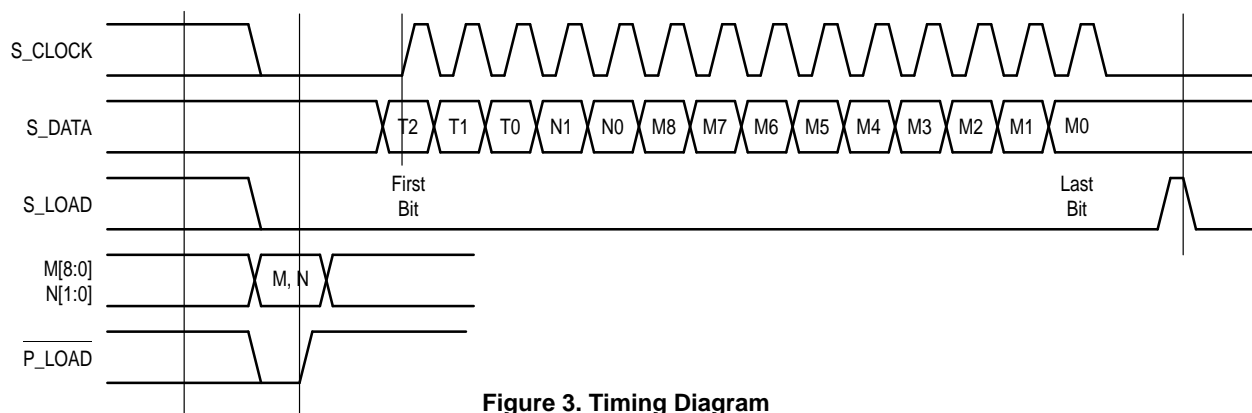 S_CLOCK
S_DATA
T2 T1 T0 N1 N0 M8 M7 M6 M5 M4 M3 M2 M1 M0
First
Bit
Last
Bit
S_LOAD
M[8:0]
N[1:0]
M, N
P_LOAD
Figure 3. Timing Diagram